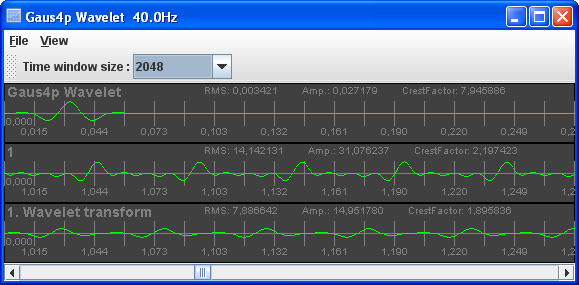 Gaus4p Wavelet  40.0Hz
File View
Time window size : 2048
Gaus4p Wavelet RMS: 0,003421 Amp.: 0,027179 CrestFactor: 7,945886
0,000
0,015 0,044 0,073 0,103 0,132 0,161 0,190 0,220 0,249 0,2
1 RMS: 14,142131 Amp.: 31,076237 CrestFactor: 2,197423
0,000
1,015 1,044 1,073 1,103 1,132 1,161 1,190 1,220 1,249 1,2
1. Wavelet transform RMS: 7,886642 Amp.: 14,951780 CrestFactor: 1,895836
0,000
1,015 1,044 1,073 1,103 1,132 1,161 1,190 1,220 1,249 1,2